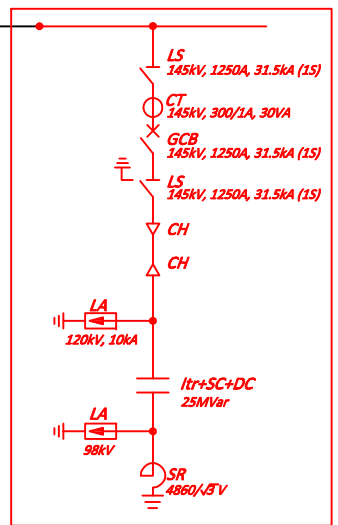 LS
145kV, 1250A, 31.5kA (1S)
CT
145kV, 300/1A, 30VA
GCB
145kV, 1250A, 31.5kA (1S)
LS
145kV, 1250A, 31.5kA (1S)
CH
CH
LA
120kV, 10kA
Itr+SC+DC
25MVar
LA
98kV
SR
4860/√3 V